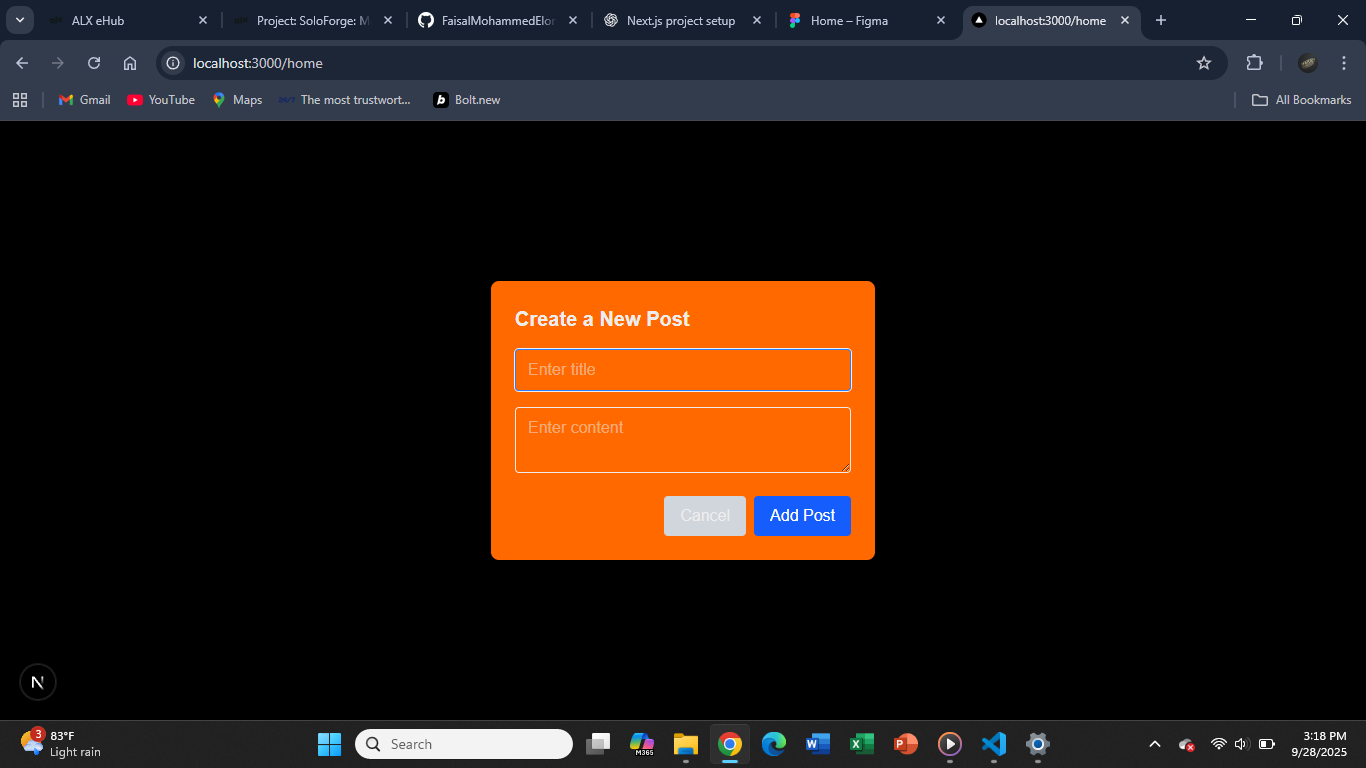 ALX eHub
Project: SoloForge: M
FaisalMohammedElor
Next.js project setup
Home – Figma
localhost:3000/home
localhost:3000/home
Gmail
YouTube
Maps
The most trustwort...
b
Bolt.new
All Bookmarks
Create a New Post
Enter title
Enter content
Cancel
Add Post
N
3
83°F
Light rain
Search
M365
W
X
P
3:18 PM
9/28/2025